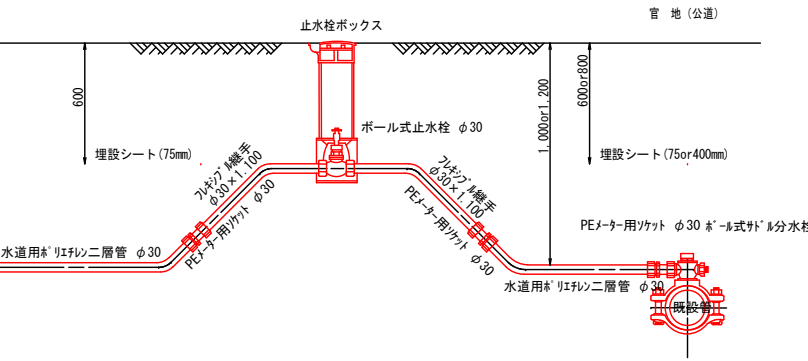 官 地(公道)
止水栓ボックス
600
1,000or1,200
600or800
ボール式止水栓 φ30
埋設シート(75mm)
埋設シート(75or400mm)
フレキシブル継手
φ30×1,100
PEメーター用ソケット φ30
フレキシブル継手
φ30×1,100
PEメーター用ソケット φ30
PEメーター用ソケット φ30 ボール式サドル分水栓
水道用ポリエチレン二層管 φ30
水道用ポリエチレン二層管 φ30
既設管